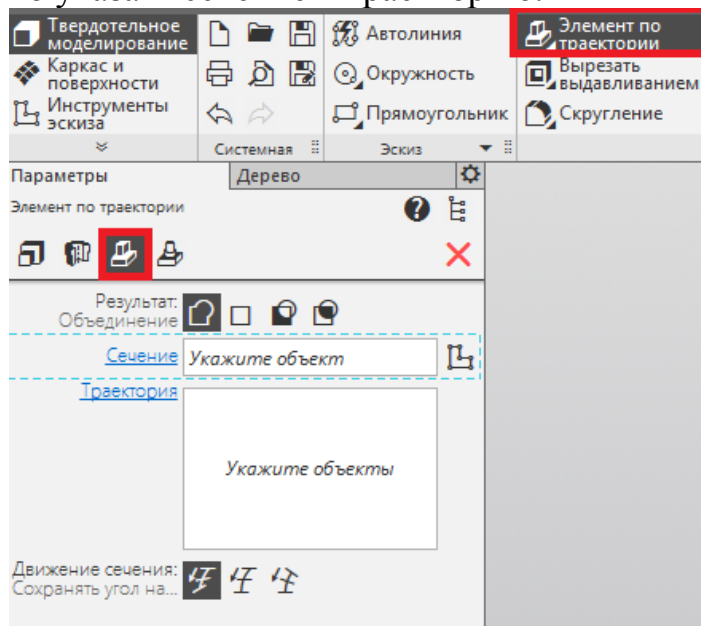 Твердотельное
моделирование
Каркас и
поверхности
Инструменты
эскиза
Системная
Автолиния
Окружность
Прямоугольник
Эскиз
Элемент по
траектории
Вырезать
выдавливанием
Скругление
Параметры
Дерево
Элемент по траектории
Результат:
Объединение
Сечение Укажите объект
Траектория
Укажите объекты
Движение сечения:
Сохранять угол на...